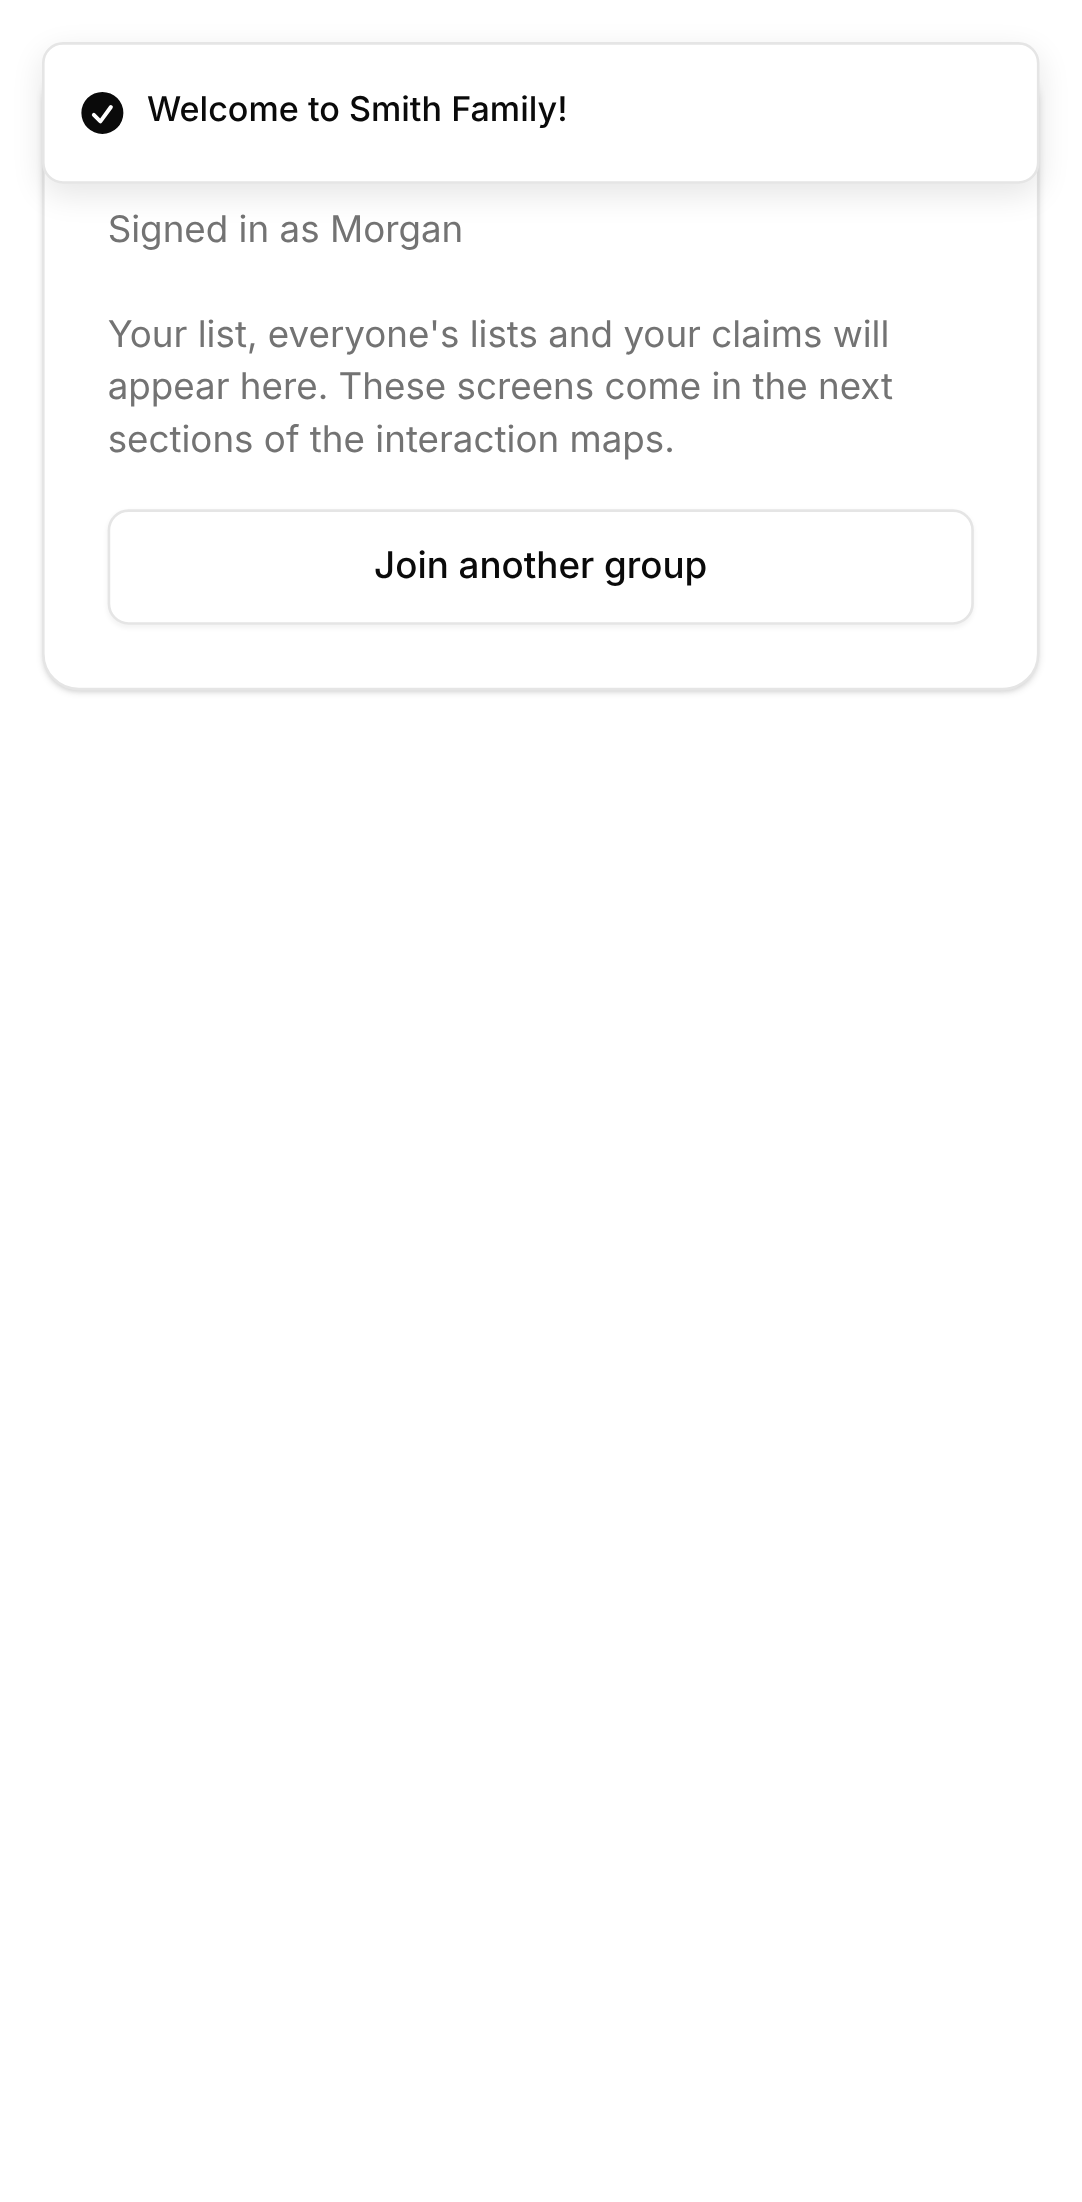 Welcome to Smith Family!
Signed in as Morgan
Your list, everyone's lists and your claims will
appear here. These screens come in the next
sections of the interaction maps.
Join another group